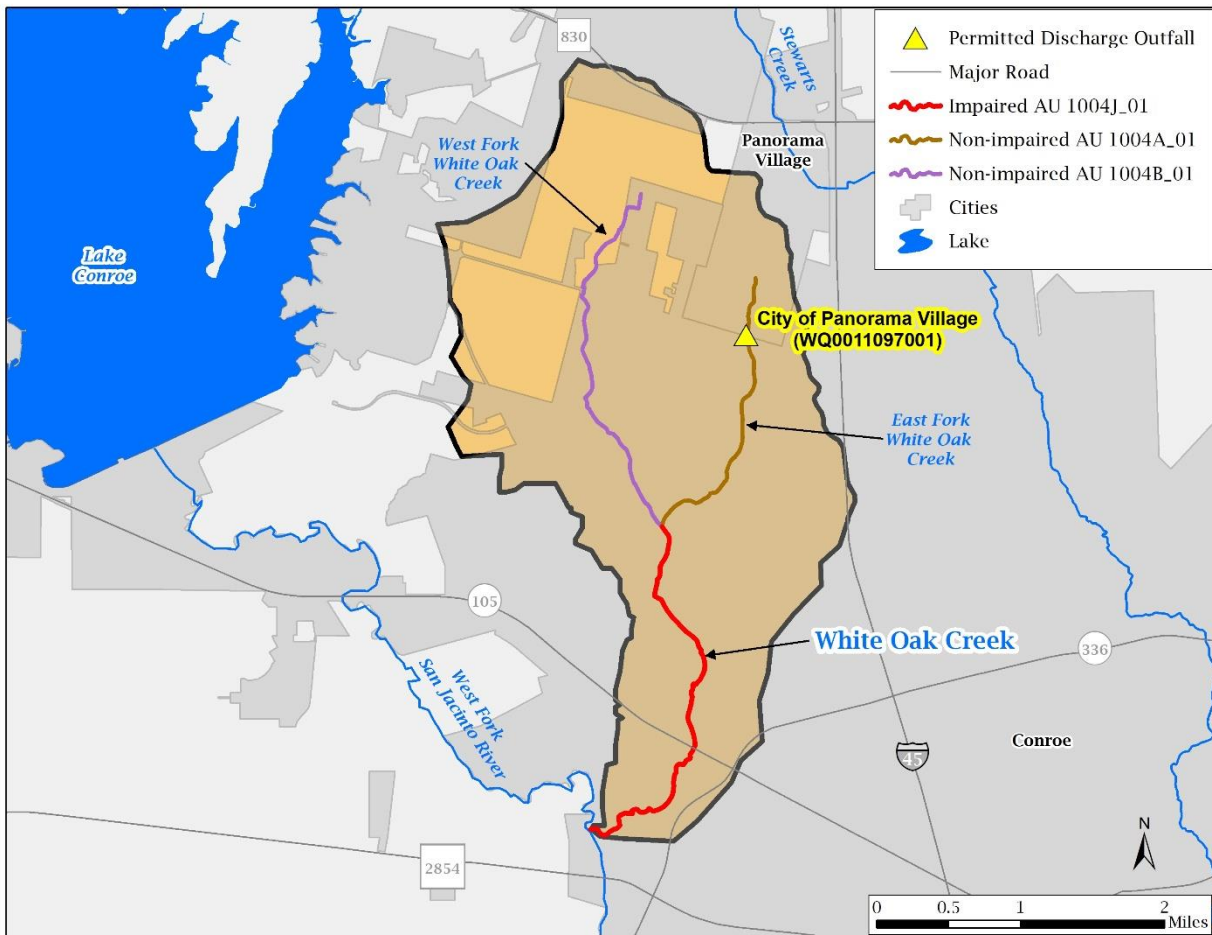 830
Stewarts
Creek
Permitted Discharge Outfall
Major Road
Impaired AU 1004J_01
Non-impaired AU 1004A_01
Non-impaired AU 1004B_01
Cities
Lake
West Fork
White Oak
Creek
Panorama
Village
Lake
Conroe
City of Panorama Village
(WQ0011097001)
East Fork
White Oak
Creek
105
White Oak Creek
336
West Fork
San Jacinto River
Conroe
45
2854
N
0 0.5 1 2
Miles